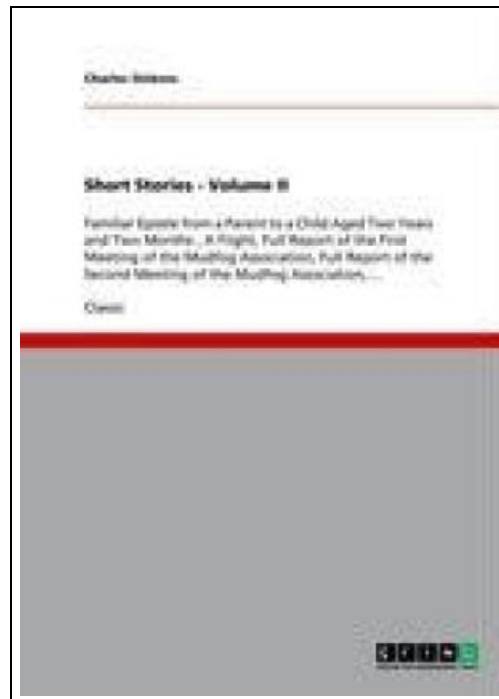 Charles Dickens
Short Stories - Volume II
Familiar Epistle from a Parent to a Child Aged Two Years
and Two Months , A Flight, Full Report of the First
Meeting of the Mudfog Association, Full Report of the
Second Meeting of the Mudfog Association, ...
Classic
GRIN